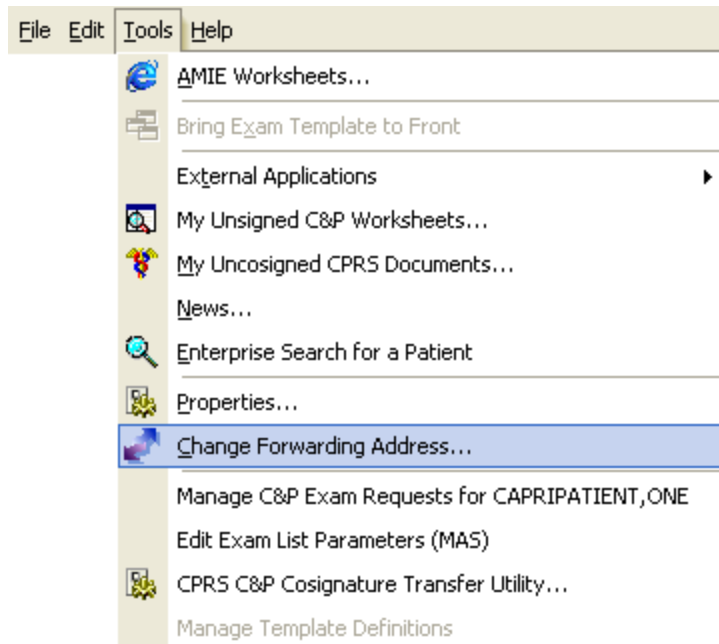 File Edit Tools Help
AMIE Worksheets...
Bring Exam Template to Front
External Applications
My Unsigned C&P Worksheets...
My Uncosigned CPRS Documents...
News...
Enterprise Search for a Patient
Properties...
Change Forwarding Address...
Manage C&P Exam Requests for CAPRIPATIENT,ONE
Edit Exam List Parameters (MAS)
CPRS C&P Cosignature Transfer Utility...
Manage Template Definitions